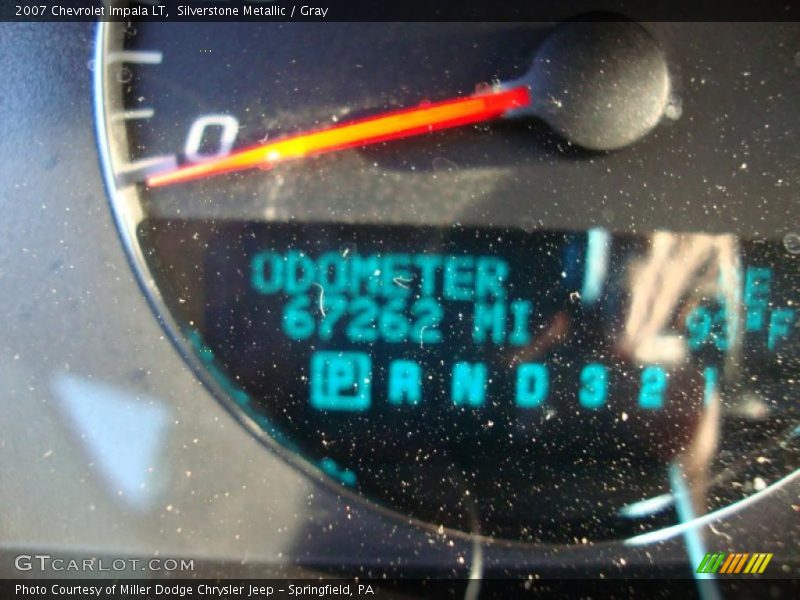 2007 Chevrolet Impala LT, Silverstone Metallic / Gray
0
ODOMETER
E
67262 MI
93°F
P R N D 3 2 1
GTCARLOT.COM
Photo Courtesy of Miller Dodge Chrysler Jeep - Springfield, PA